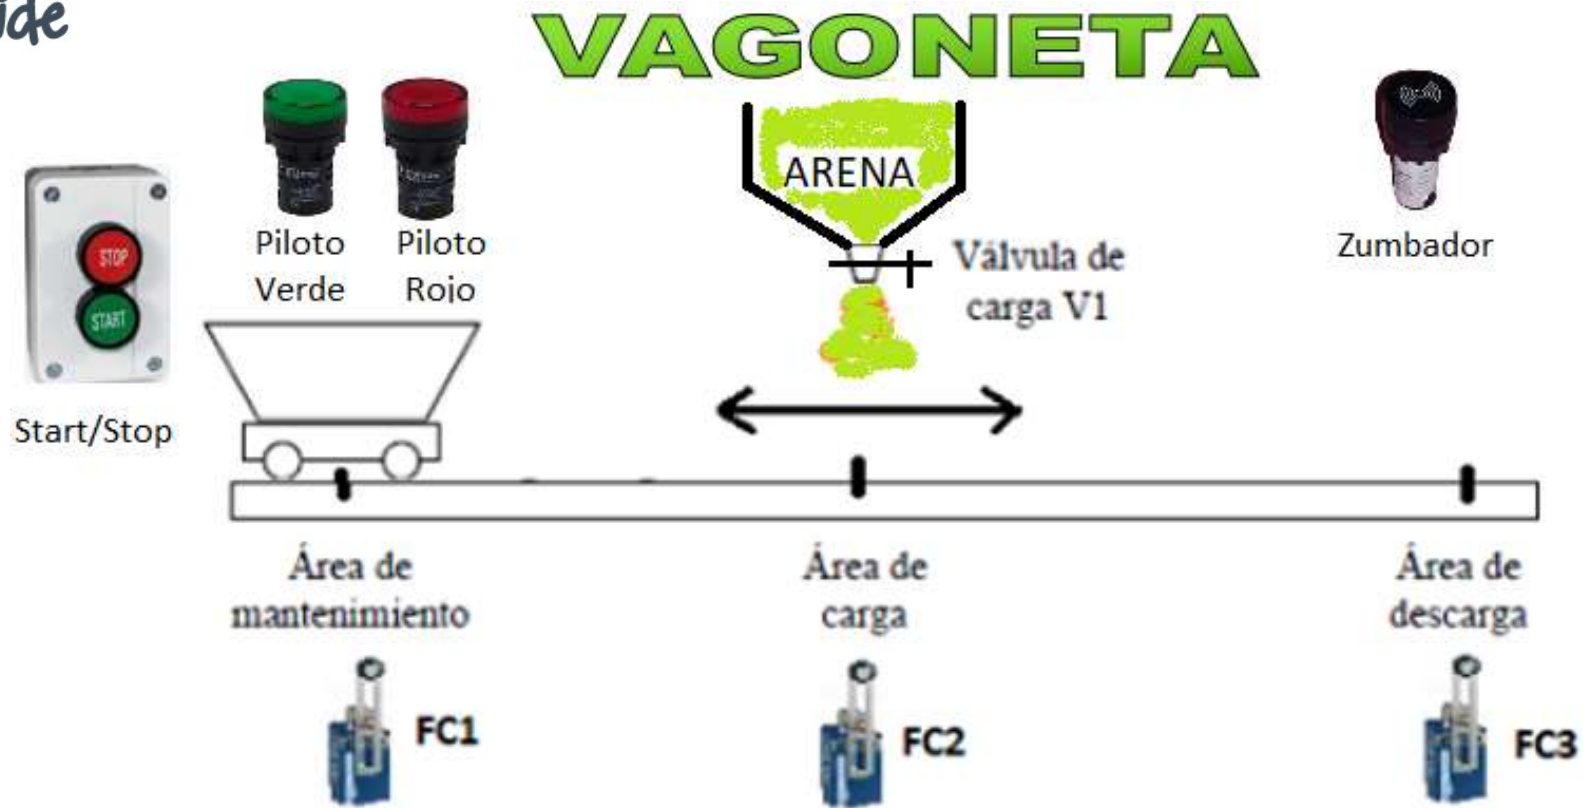 VAGONETA
ARENA
STOP
START
Piloto
Verde
Piloto
Rojo
Válvula de
carga V1
Zumbador
Start/Stop
Área de
mantenimiento
Área de
carga
Área de
descarga
FC1
FC2
FC3